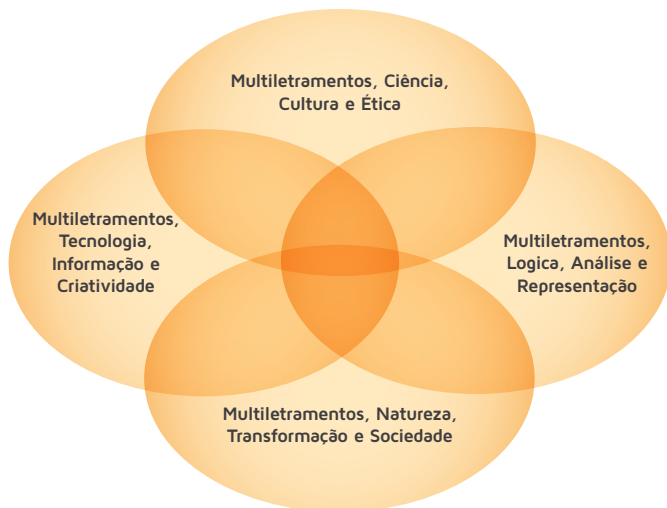 Multiletramentos, Ciência,
Cultura e Ética
Multiletramentos,
Tecnologia,
Informação e
Criatividade
Multiletramentos,
Logica, Análise e
Representação
Multiletramentos, Natureza,
Transformação e Sociedade